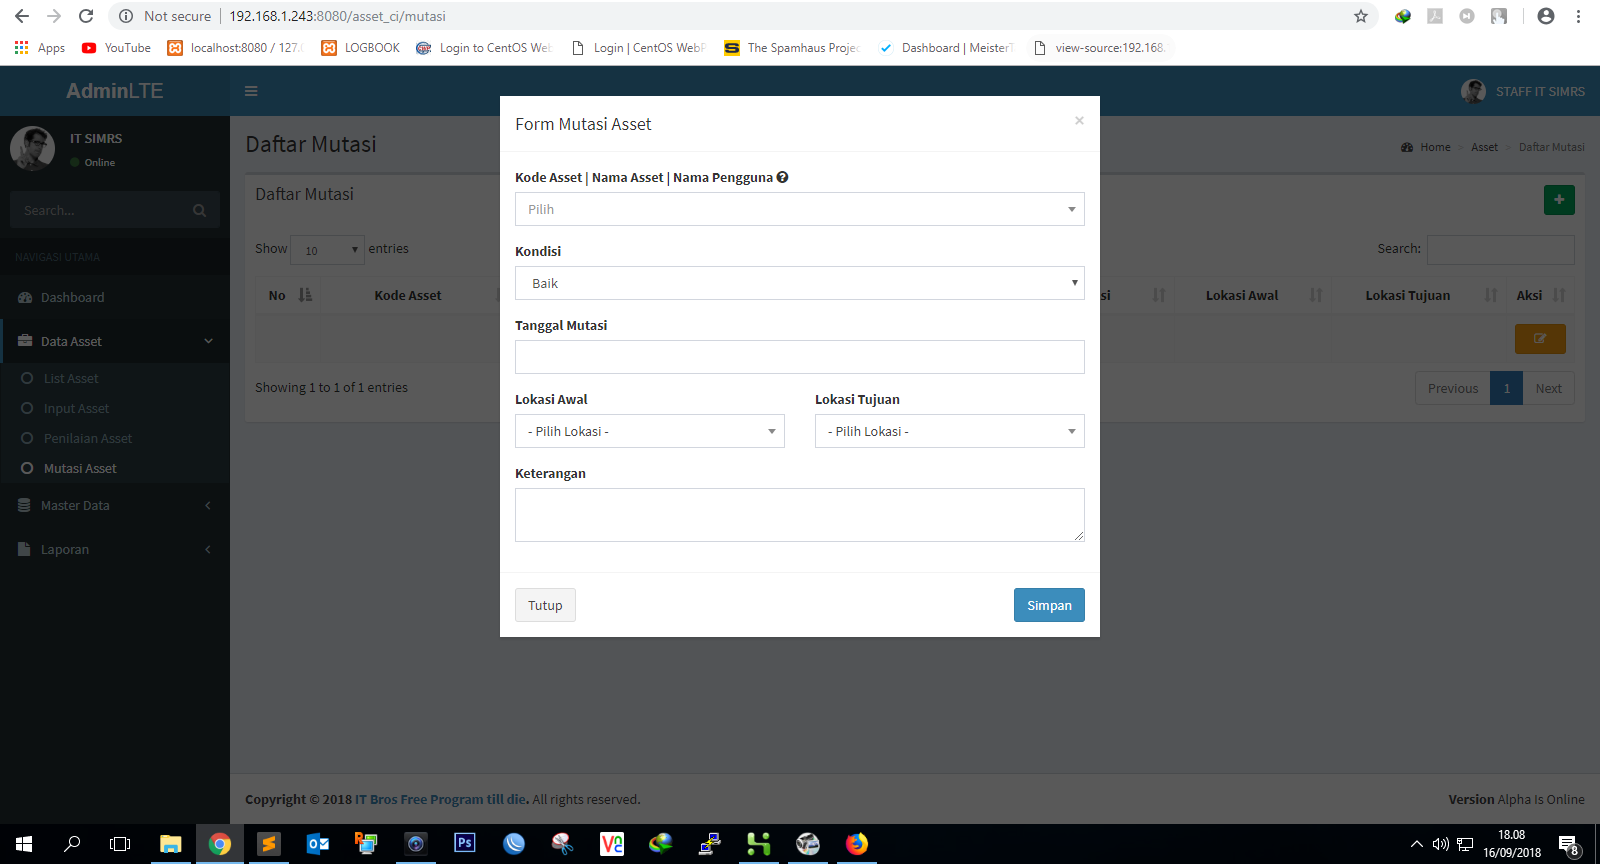 Not secure | 192.168.1.243:8080/asset_ci/mutasi
Apps YouTube localhost:8080 / 127. LOGBOOK Login to CentOS Web Login | CentOS WebP The Spamhaus Projec Dashboard | MeisterT view-source:192.168.
AdminLTE
STAFF IT SIMRS
IT SIMRS
Online
Search...
NAVIGASI UTAMA
Dashboard
Data Asset
List Asset
Input Asset
Penilaian Asset
Mutasi Asset
Master Data
Laporan
Daftar Mutasi
Home > Asset > Daftar Mutasi
Daftar Mutasi
Show 10 entries
Search:
No Kode Asset si Lokasi Awal Lokasi Tujuan Aksi
Showing 1 to 1 of 1 entries
Previous 1 Next
Form Mutasi Asset
×
Kode Asset | Nama Asset | Nama Pengguna
Pilih
Kondisi
Baik
Tanggal Mutasi
Lokasi Awal Lokasi Tujuan
- Pilih Lokasi - - Pilih Lokasi -
Keterangan
Tutup Simpan
Copyright © 2018 IT Bros Free Program till die. All rights reserved.
Version Alpha Is Online
18.08
16/09/2018
8